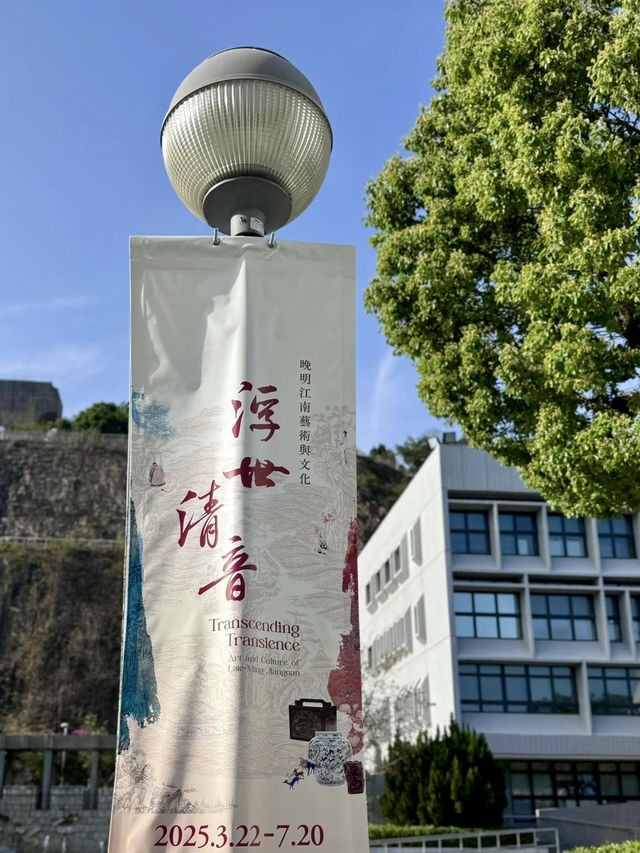 晚明江南藝術與文化
浮世
清音
Transcending
Transience
Art and Culture of
Late-Ming Jiangnan
2025.3.22-7.20